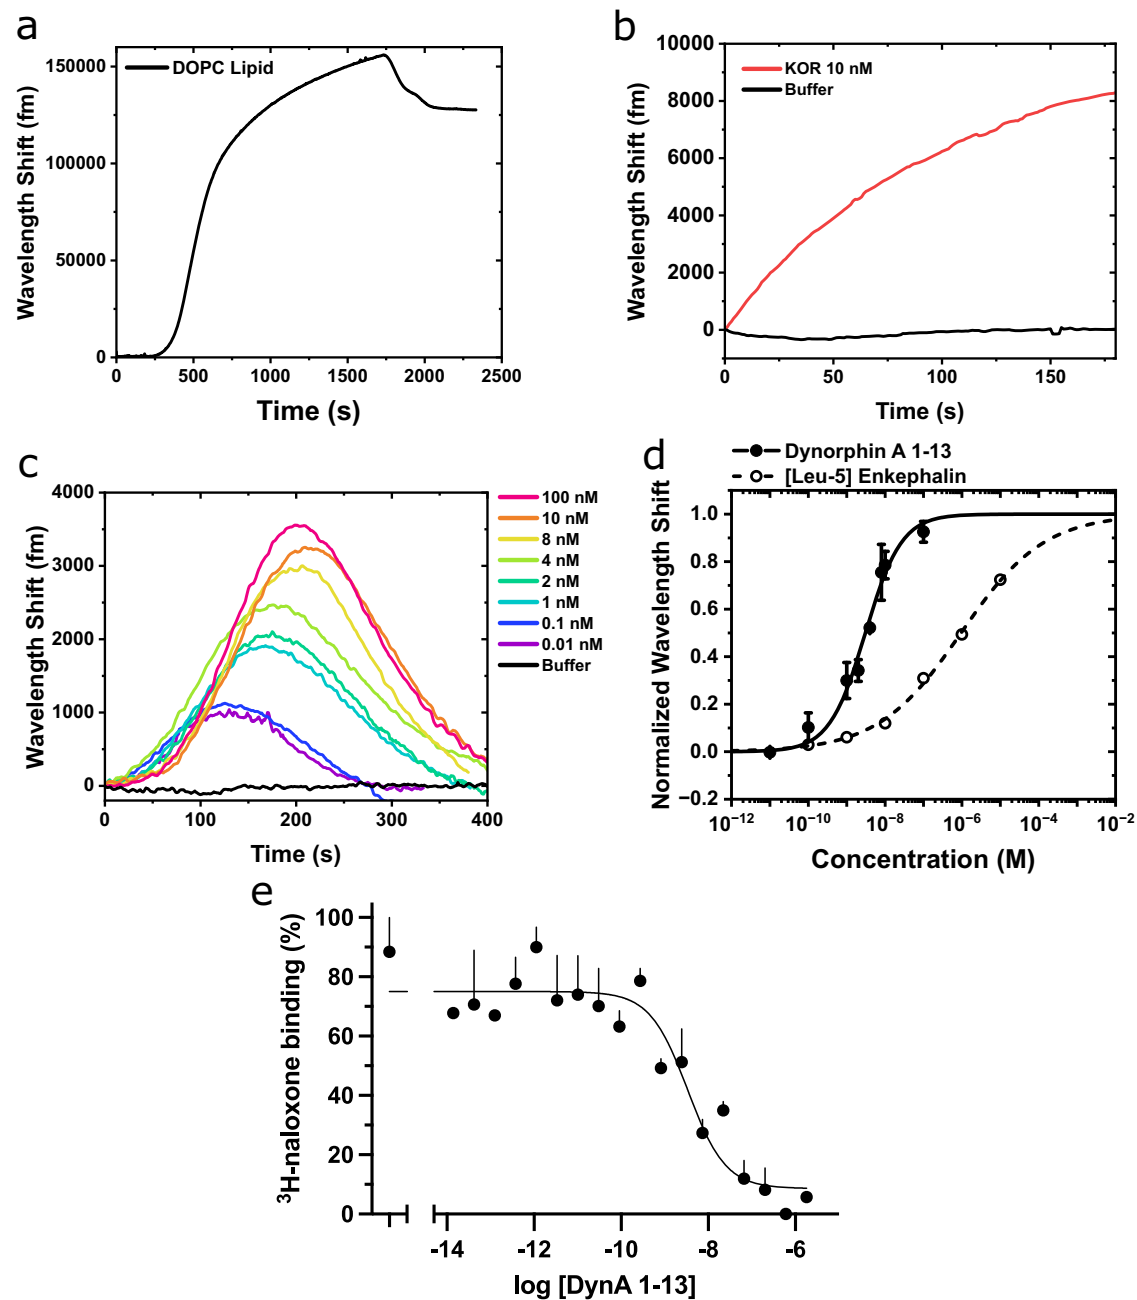 a
DOPC Lipid
150000
100000
50000
0
Wavelength Shift (fm)
0 500 1000 1500 2000 2500
Time (s)
b
KOR 10 nM
Buffer
10000
8000
6000
4000
2000
0
Wavelength Shift (fm)
0 50 100 150
Time (s)
c
4000
3000
2000
1000
0
Wavelength Shift (fm)
0 100 200 300 400
Time (s)
100 nM
10 nM
8 nM
4 nM
2 nM
1 nM
0.1 nM
0.01 nM
Buffer
d
Dynorphin A 1-13
[Leu-5] Enkephalin
1.0
0.8
0.6
0.4
0.2
0.0
−0.2
Normalized Wavelength Shift
10⁻¹² 10⁻¹⁰ 10⁻⁸ 10⁻⁶ 10⁻⁴ 10⁻²
Concentration (M)
e
100
80
60
40
20
0
³H-naloxone binding (%)
-14 -12 -10 -8 -6
log [DynA 1-13]